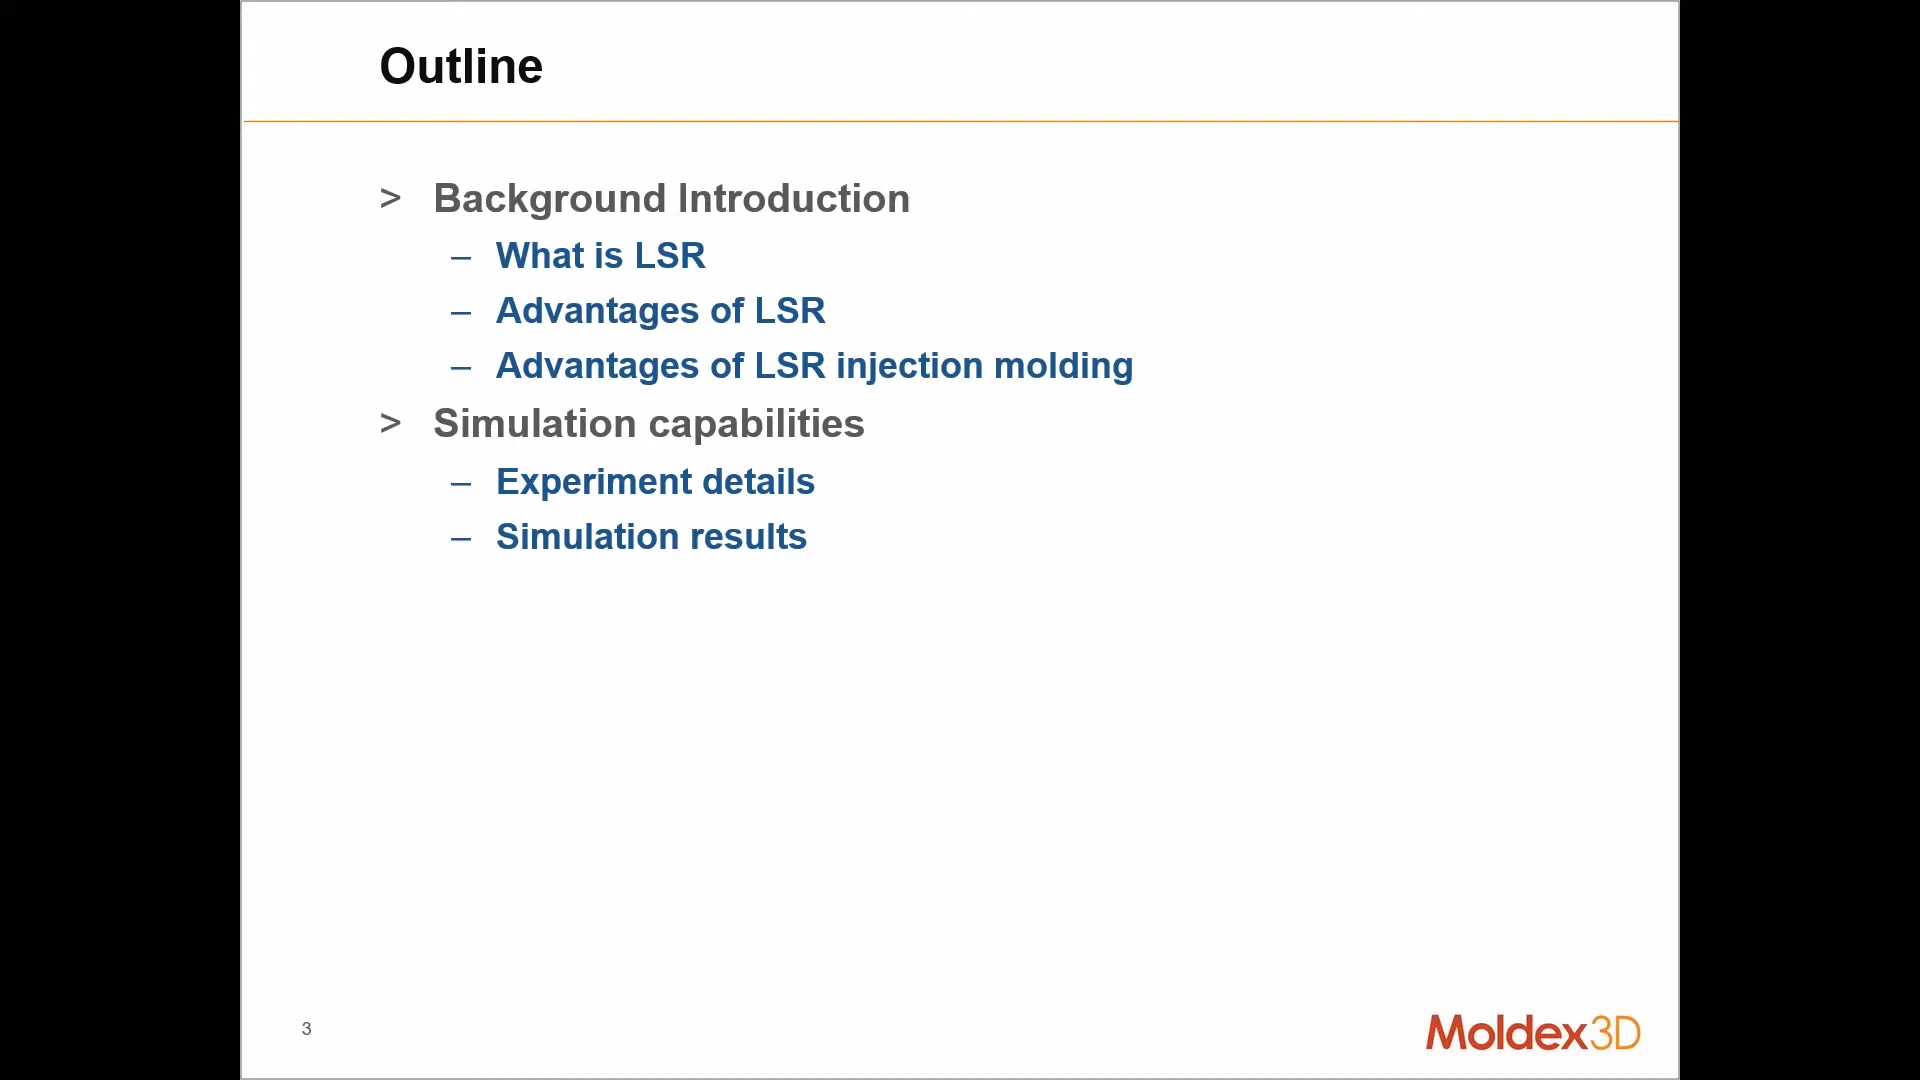 Outline
> Background Introduction
– What is LSR
– Advantages of LSR
– Advantages of LSR injection molding
> Simulation capabilities
– Experiment details
– Simulation results
3
Moldex3D